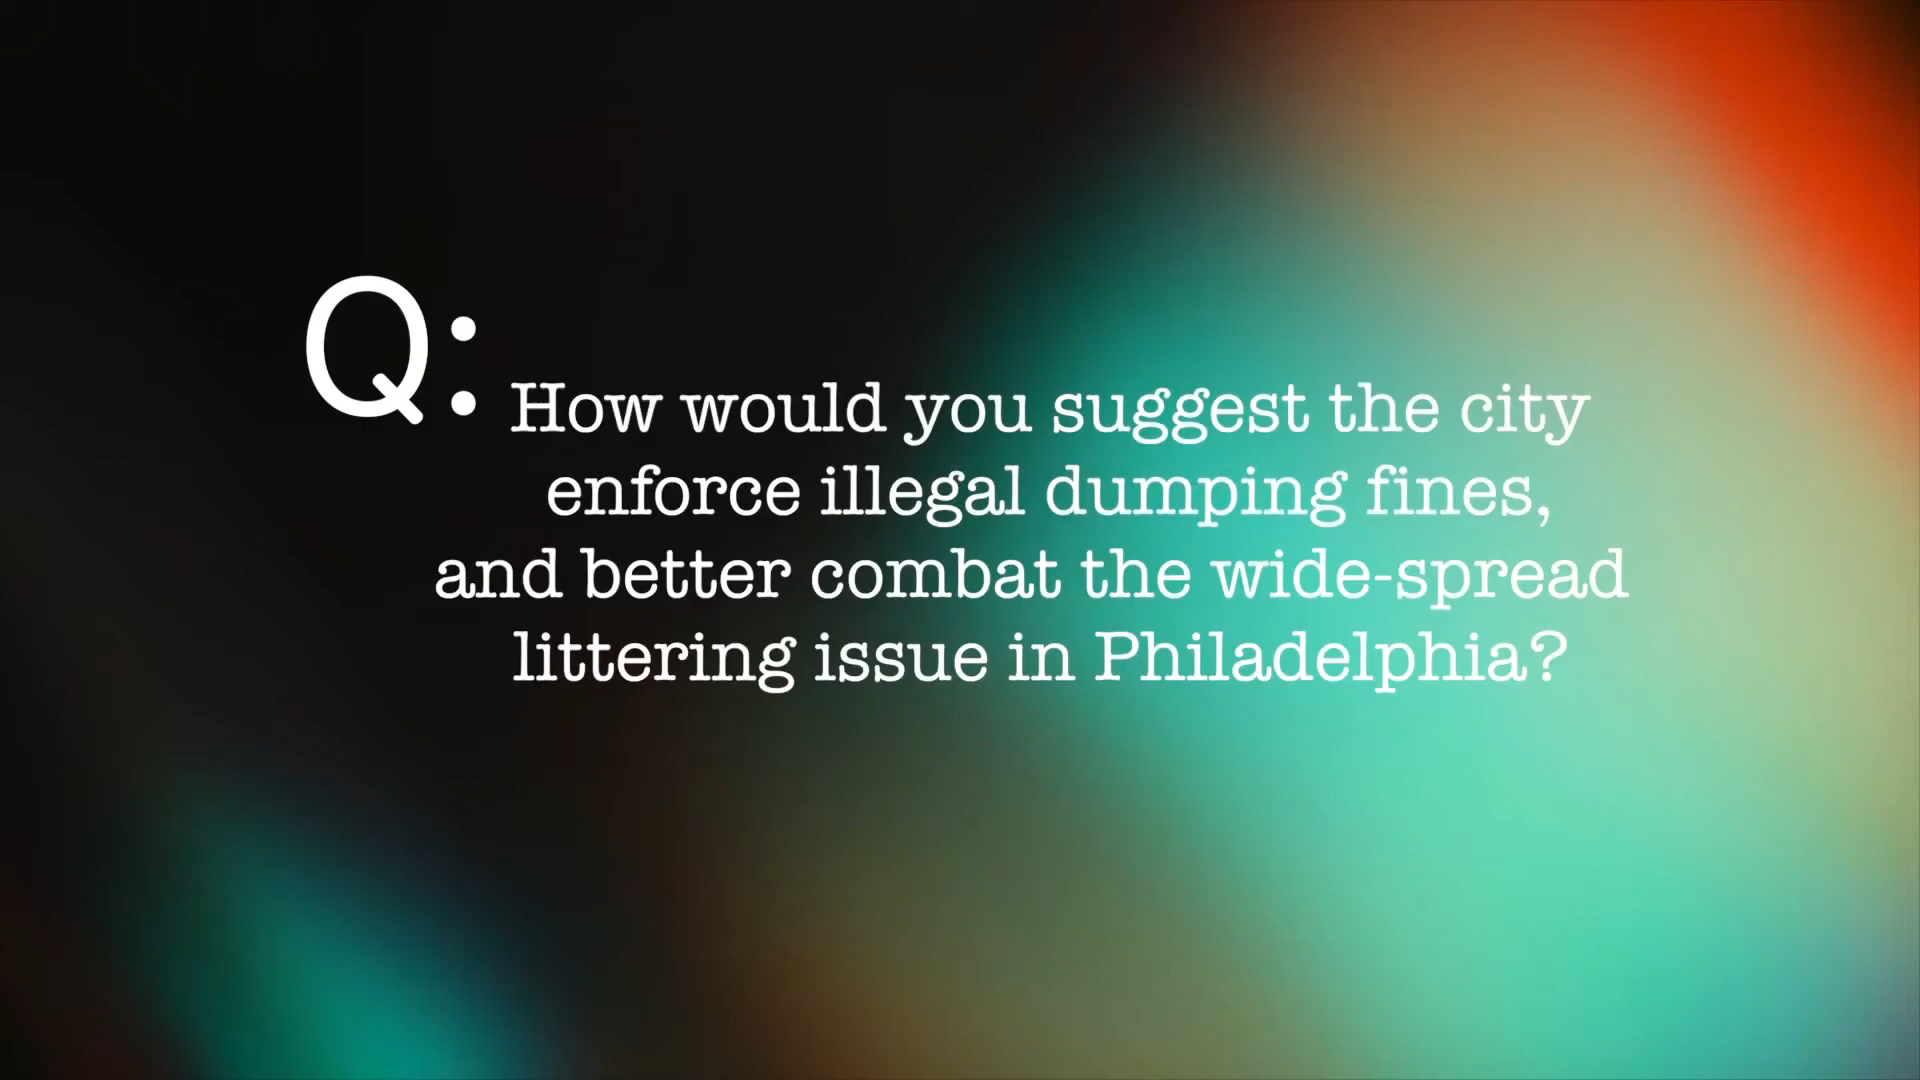 Q: How would you suggest the city
enforce illegal dumping fines,
and better combat the wide-spread
littering issue in Philadelphia?